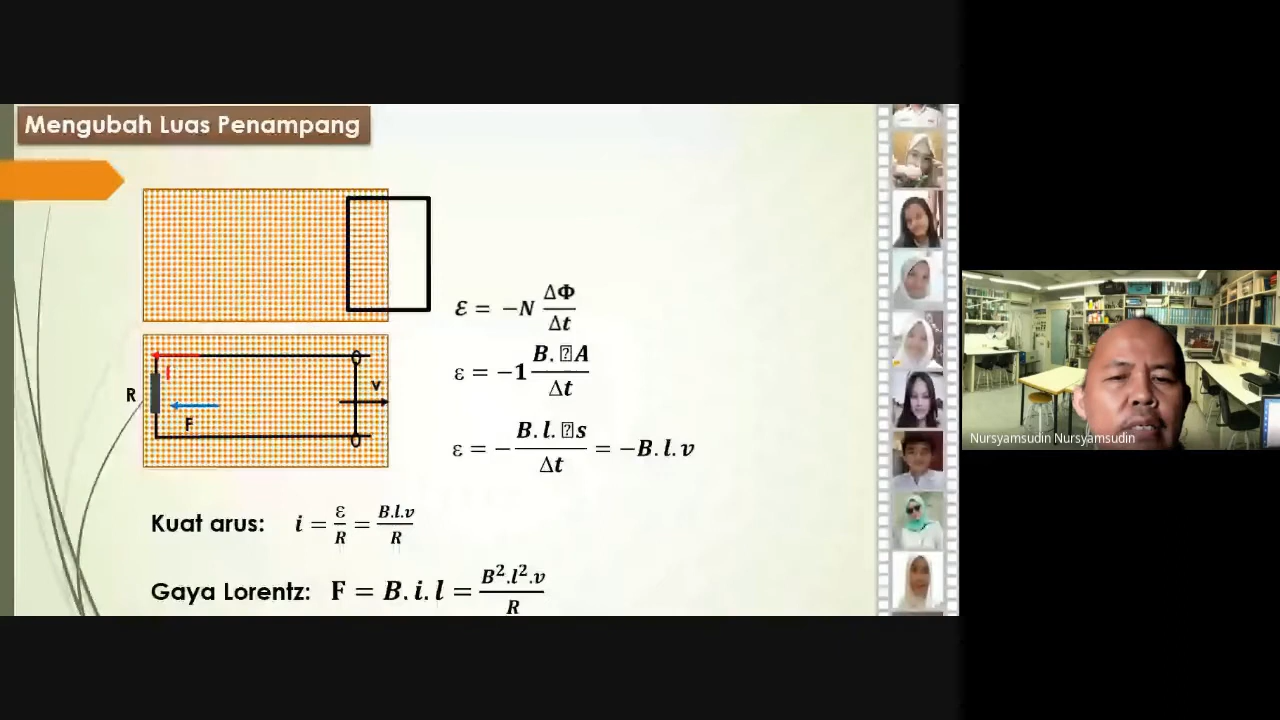 Mengubah Luas Penampang
ε = −N ΔΦ/Δt
ε = −1 B.⍰A/Δt
R
I
F
v
ε = − B.l.⍰s/Δt = −B.l.v
Kuat arus: i = ε/R = B.l.v/R
Gaya Lorentz: F = B.i.l = B².l².v/R
Nursyamsudin Nursyamsudin